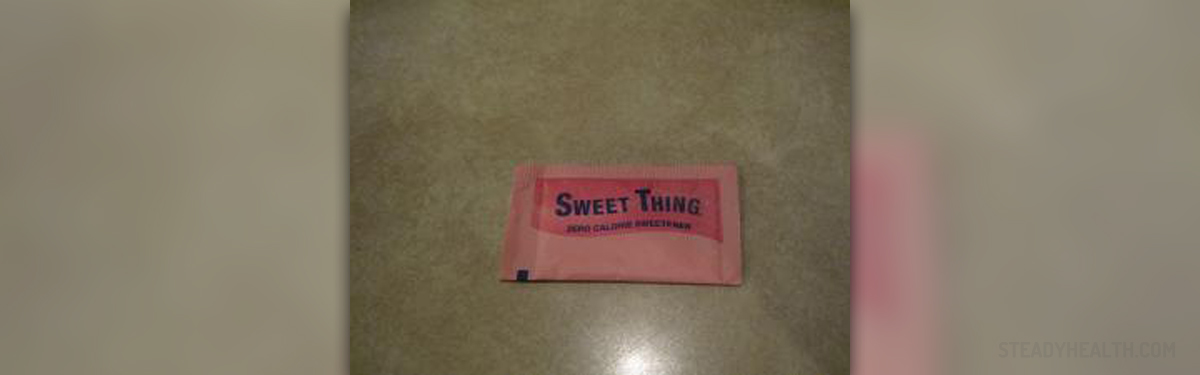 SWEET THING
ZERO CALORIE SWEETENER
STEADYHEALTH.COM